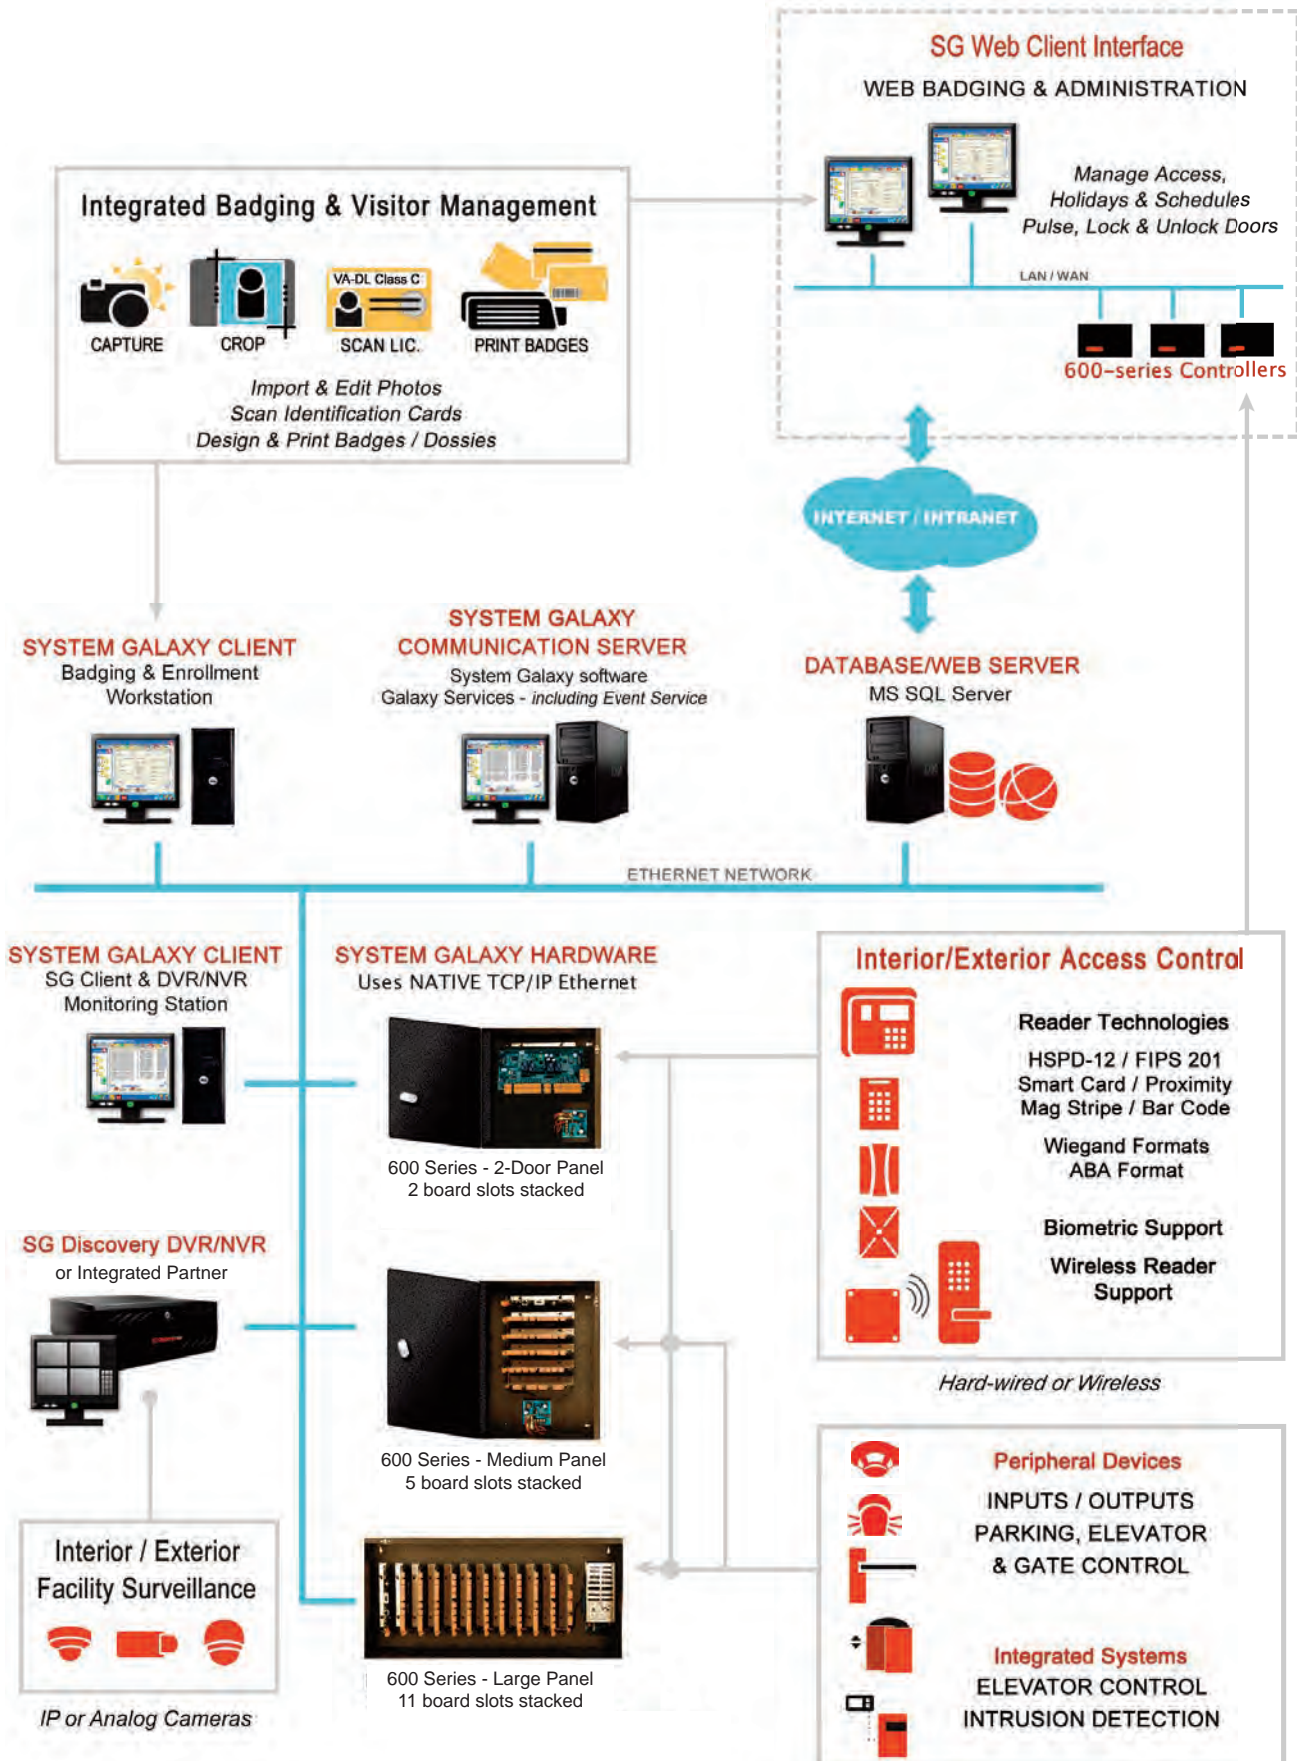 SG Web Client Interface
WEB BADGING & ADMINISTRATION
Manage Access,
Holidays & Schedules
Pulse, Lock & Unlock Doors
LAN / WAN
600-series Controllers
Integrated Badging & Visitor Management
VA-DL Class C
CAPTURE
CROP
SCAN LIC.
PRINT BADGES
Import & Edit Photos
Scan Identification Cards
Design & Print Badges / Dossies
INTERNET / INTRANET
SYSTEM GALAXY CLIENT
Badging & Enrollment
Workstation
SYSTEM GALAXY
COMMUNICATION SERVER
System Galaxy software
Galaxy Services - including Event Service
DATABASE/WEB SERVER
MS SQL Server
ETHERNET NETWORK
SYSTEM GALAXY CLIENT
SG Client & DVR/NVR
Monitoring Station
SYSTEM GALAXY HARDWARE
Uses NATIVE TCP/IP Ethernet
600 Series - 2-Door Panel
2 board slots stacked
Interior/Exterior Access Control
Reader Technologies
HSPD-12 / FIPS 201
Smart Card / Proximity
Mag Stripe / Bar Code
Wiegand Formats
ABA Format
Biometric Support
Wireless Reader
Support
Hard-wired or Wireless
SG Discovery DVR/NVR
or Integrated Partner
600 Series - Medium Panel
5 board slots stacked
Interior / Exterior
Facility Surveillance
IP or Analog Cameras
600 Series - Large Panel
11 board slots stacked
Peripheral Devices
INPUTS / OUTPUTS
PARKING, ELEVATOR
& GATE CONTROL
Integrated Systems
ELEVATOR CONTROL
INTRUSION DETECTION